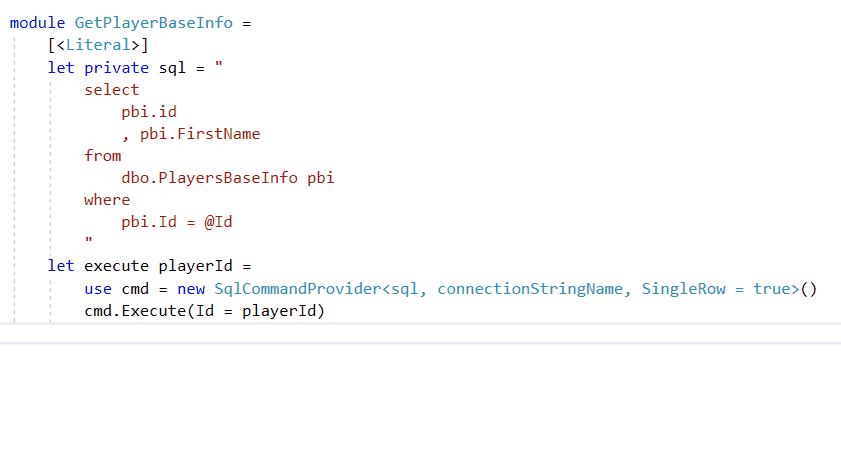 module GetPlayerBaseInfo =
[<Literal>]
let private sql = "
select
pbi.id
, pbi.FirstName
from
dbo.PlayersBaseInfo pbi
where
pbi.Id = @Id
"
let execute playerId =
use cmd = new SqlCommandProvider<sql, connectionStringName, SingleRow = true>()
cmd.Execute(Id = playerId)